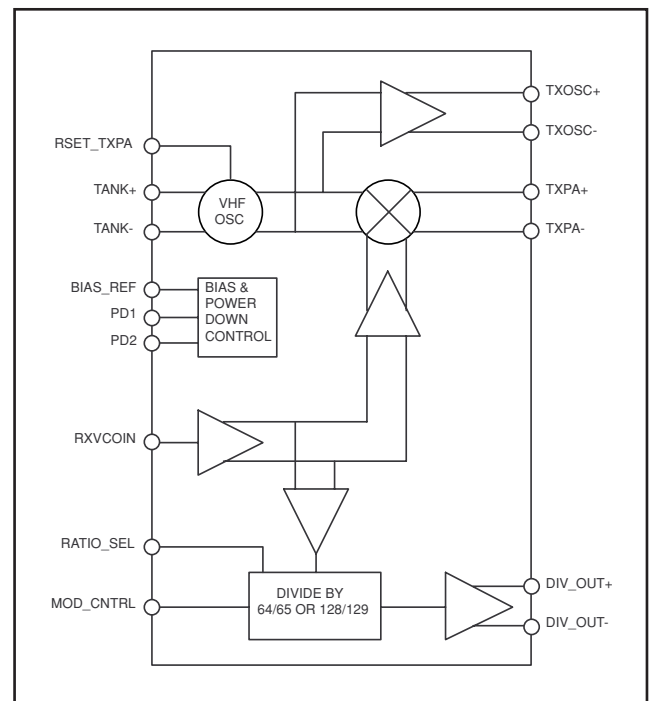 TXOSC+
TXOSC-
RSET_TXPA
TANK+
VHF
OSC
TXPA+
TANK-
TXPA-
BIAS_REF
PD1
PD2
BIAS &
POWER
DOWN
CONTROL
RXVCOIN
RATIO_SEL
MOD_CNTRL
DIVIDE BY
64/65 OR 128/129
DIV_OUT+
DIV_OUT-